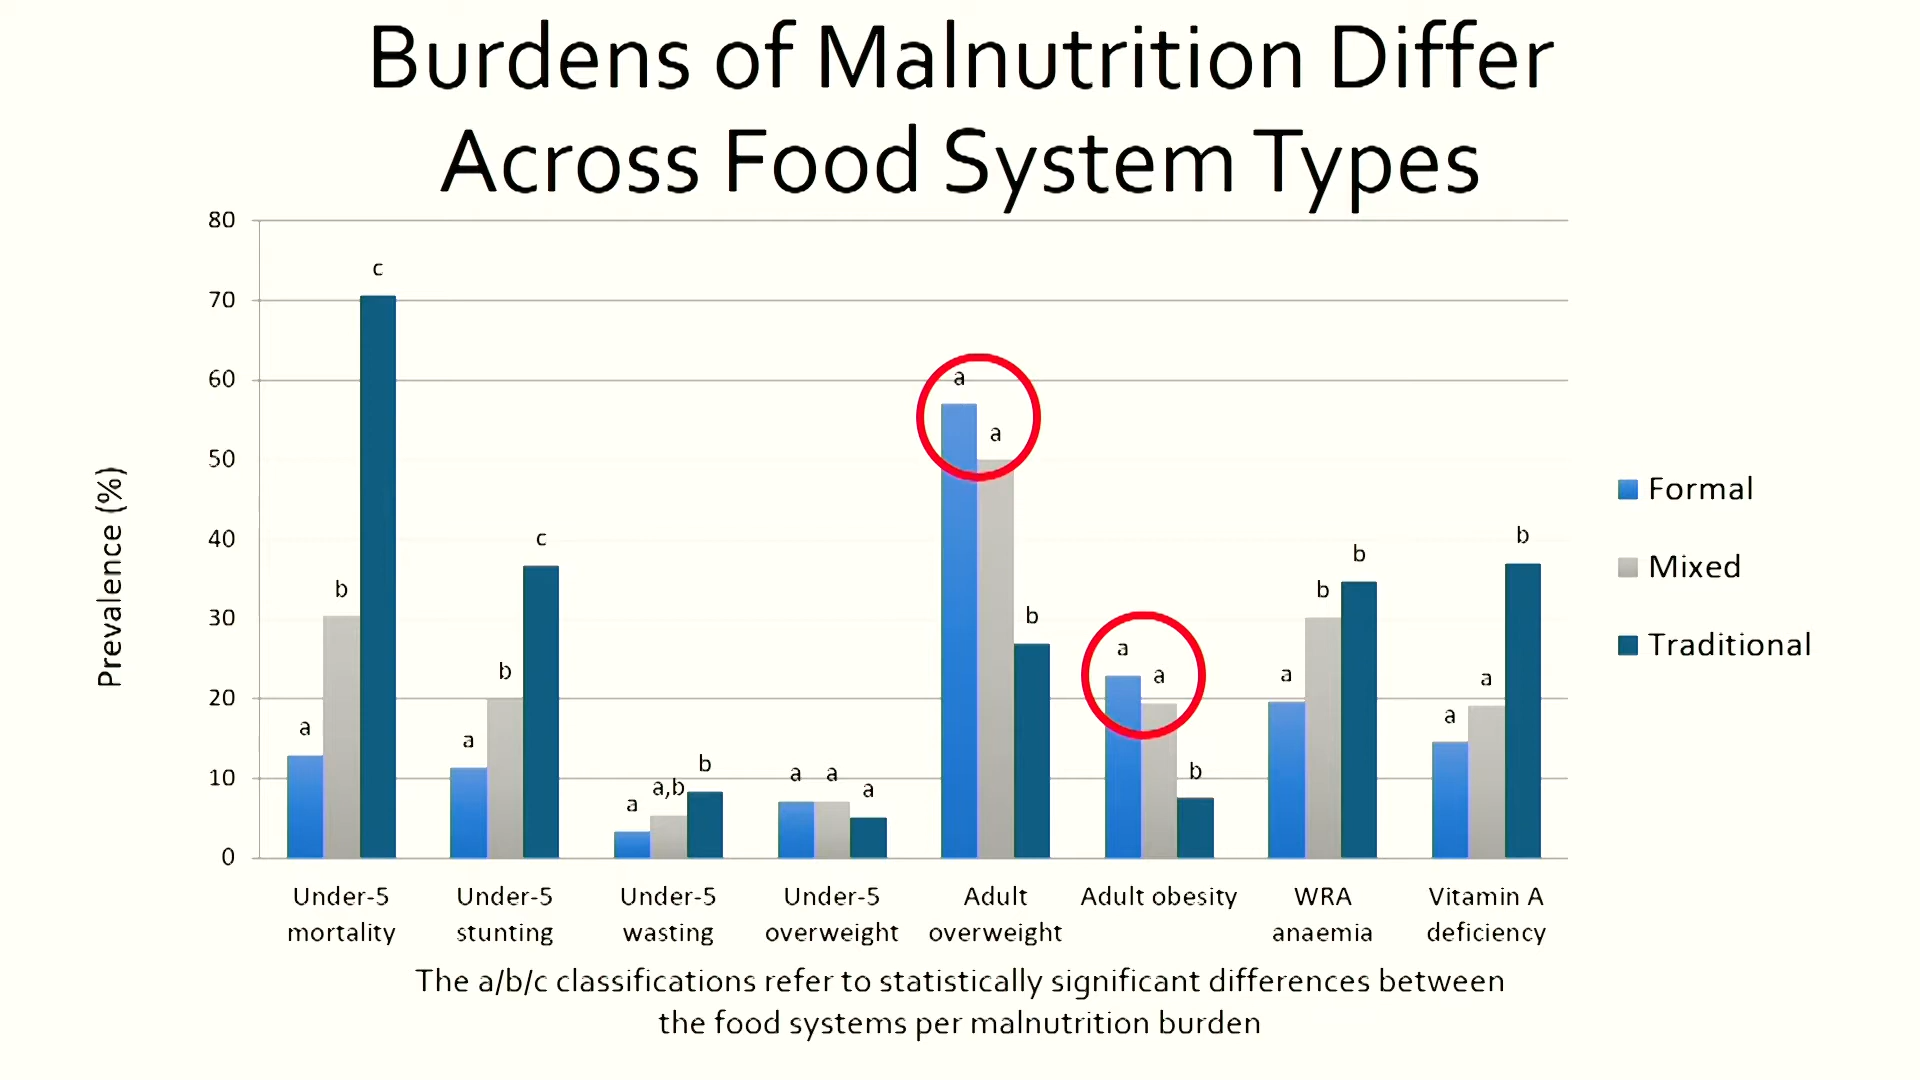 Burdens of Malnutrition Differ
Across Food System Types
80
70
60
50
40
30
20
10
0
Prevalence (%)
a
b
c
a
b
c
a
a,b
b
a
a
a
a
a
b
a
a
b
a
b
b
a
a
b
Under-5
mortality
Under-5
stunting
Under-5
wasting
Under-5
overweight
Adult
overweight
Adult obesity
WRA
anaemia
Vitamin A
deficiency
Formal
Mixed
Traditional
The a/b/c classifications refer to statistically significant differences between
the food systems per malnutrition burden